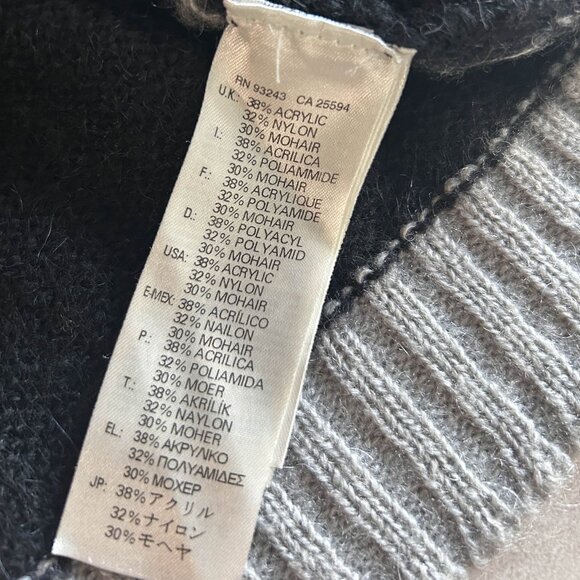 RN 93243 CA 25594
U.K.: 38% ACRYLIC
32% NYLON
30% MOHAIR
I.: 38% ACRILICA
32% POLIAMMIDE
30% MOHAIR
F.: 38% ACRYLIQUE
32% POLYAMIDE
30% MOHAIR
D.: 38% POLYACYL
32% POLYAMID
30% MOHAIR
USA: 38% ACRYLIC
32% NYLON
30% MOHAIR
E-MEX: 38% ACRÍLICO
32% NAILON
30% MOHAIR
P.: 38% ACRILICA
32% POLIAMIDA
30% MOER
T.: 38% AKRİLİK
32% NAYLON
30% MOHER
EL: 38% ΑΚΡΥΛΙΚΟ
32% ΠΟΛΥΑΜΙΔΕΣ
30% ΜΟΧΕΡ
JP: 38% アクリル
32% ナイロン
30% モヘヤ